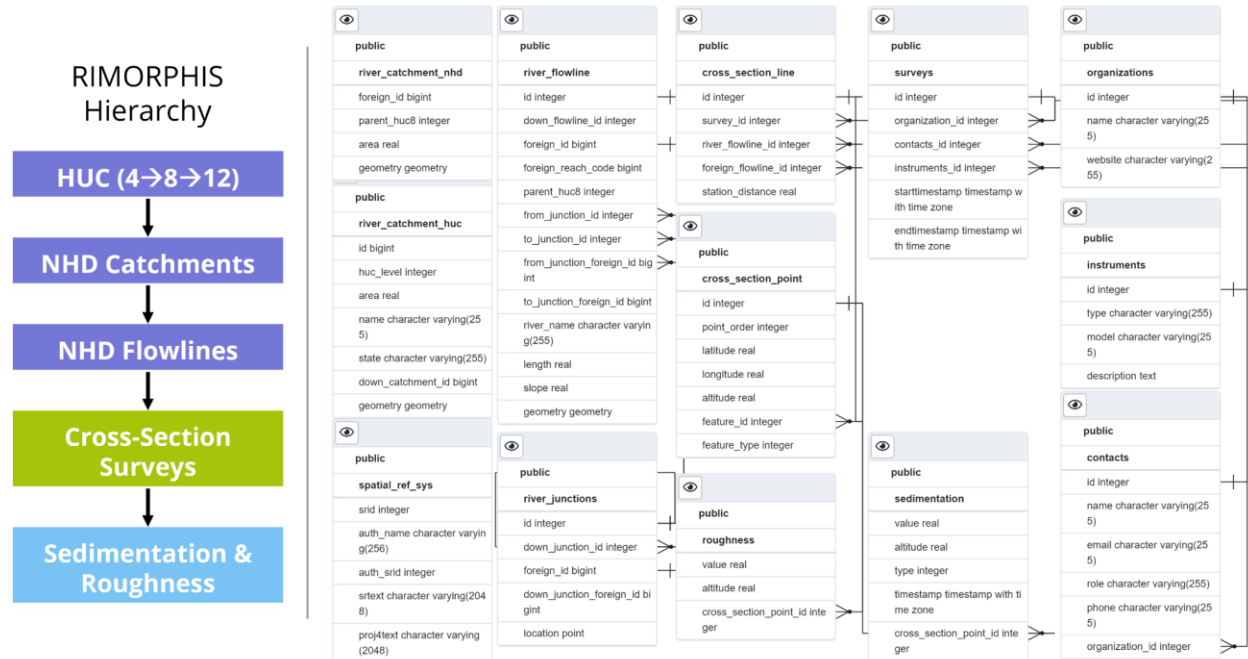 RIMORPHIS
Hierarchy
HUC (4→8→12)
NHD Catchments
NHD Flowlines
Cross-Section
Surveys
Sedimentation &
Roughness
public
river_catchment_nhd
foreign_id bigint
parent_huc8 integer
area real
geometry geometry
public
river_catchment_huc
id bigint
huc_level integer
area real
name character varying(25
5)
state character varying(255)
down_catchment_id bigint
geometry geometry
public
spatial_ref_sys
srid integer
auth_name character varyin
g(256)
auth_srid integer
srtext character varying(204
8)
proj4text character varying
(2048)
public
river_flowline
id integer
down_flowline_id integer
foreign_id bigint
foreign_reach_code bigint
parent_huc8 integer
from_junction_id integer
to_junction_id integer
from_junction_foreign_id big
int
to_junction_foreign_id bigint
river_name character varyin
g(255)
length real
slope real
geometry geometry
public
river_junctions
id integer
down_junction_id integer
foreign_id bigint
down_junction_foreign_id bi
gint
location point
public
cross_section_line
id integer
survey_id integer
river_flowline_id integer
foreign_flowline_id integer
station_distance real
public
cross_section_point
id integer
point_order integer
latitude real
longitude real
altitude real
feature_id integer
feature_type integer
public
roughness
value real
altitude real
cross_section_point_id inte
ger
public
surveys
id integer
organization_id integer
contacts_id integer
instruments_id integer
starttimestamp timestamp w
ith time zone
endtimestamp timestamp wi
th time zone
public
sedimentation
value real
altitude real
type integer
timestamp timestamp with ti
me zone
cross_section_point_id inte
ger
public
organizations
id integer
name character varying(25
5)
website character varying(2
55)
public
instruments
id integer
type character varying(255)
model character varying(25
5)
description text
public
contacts
id integer
name character varying(25
5)
email character varying(25
5)
role character varying(255)
phone character varying(25
5)
organization_id integer